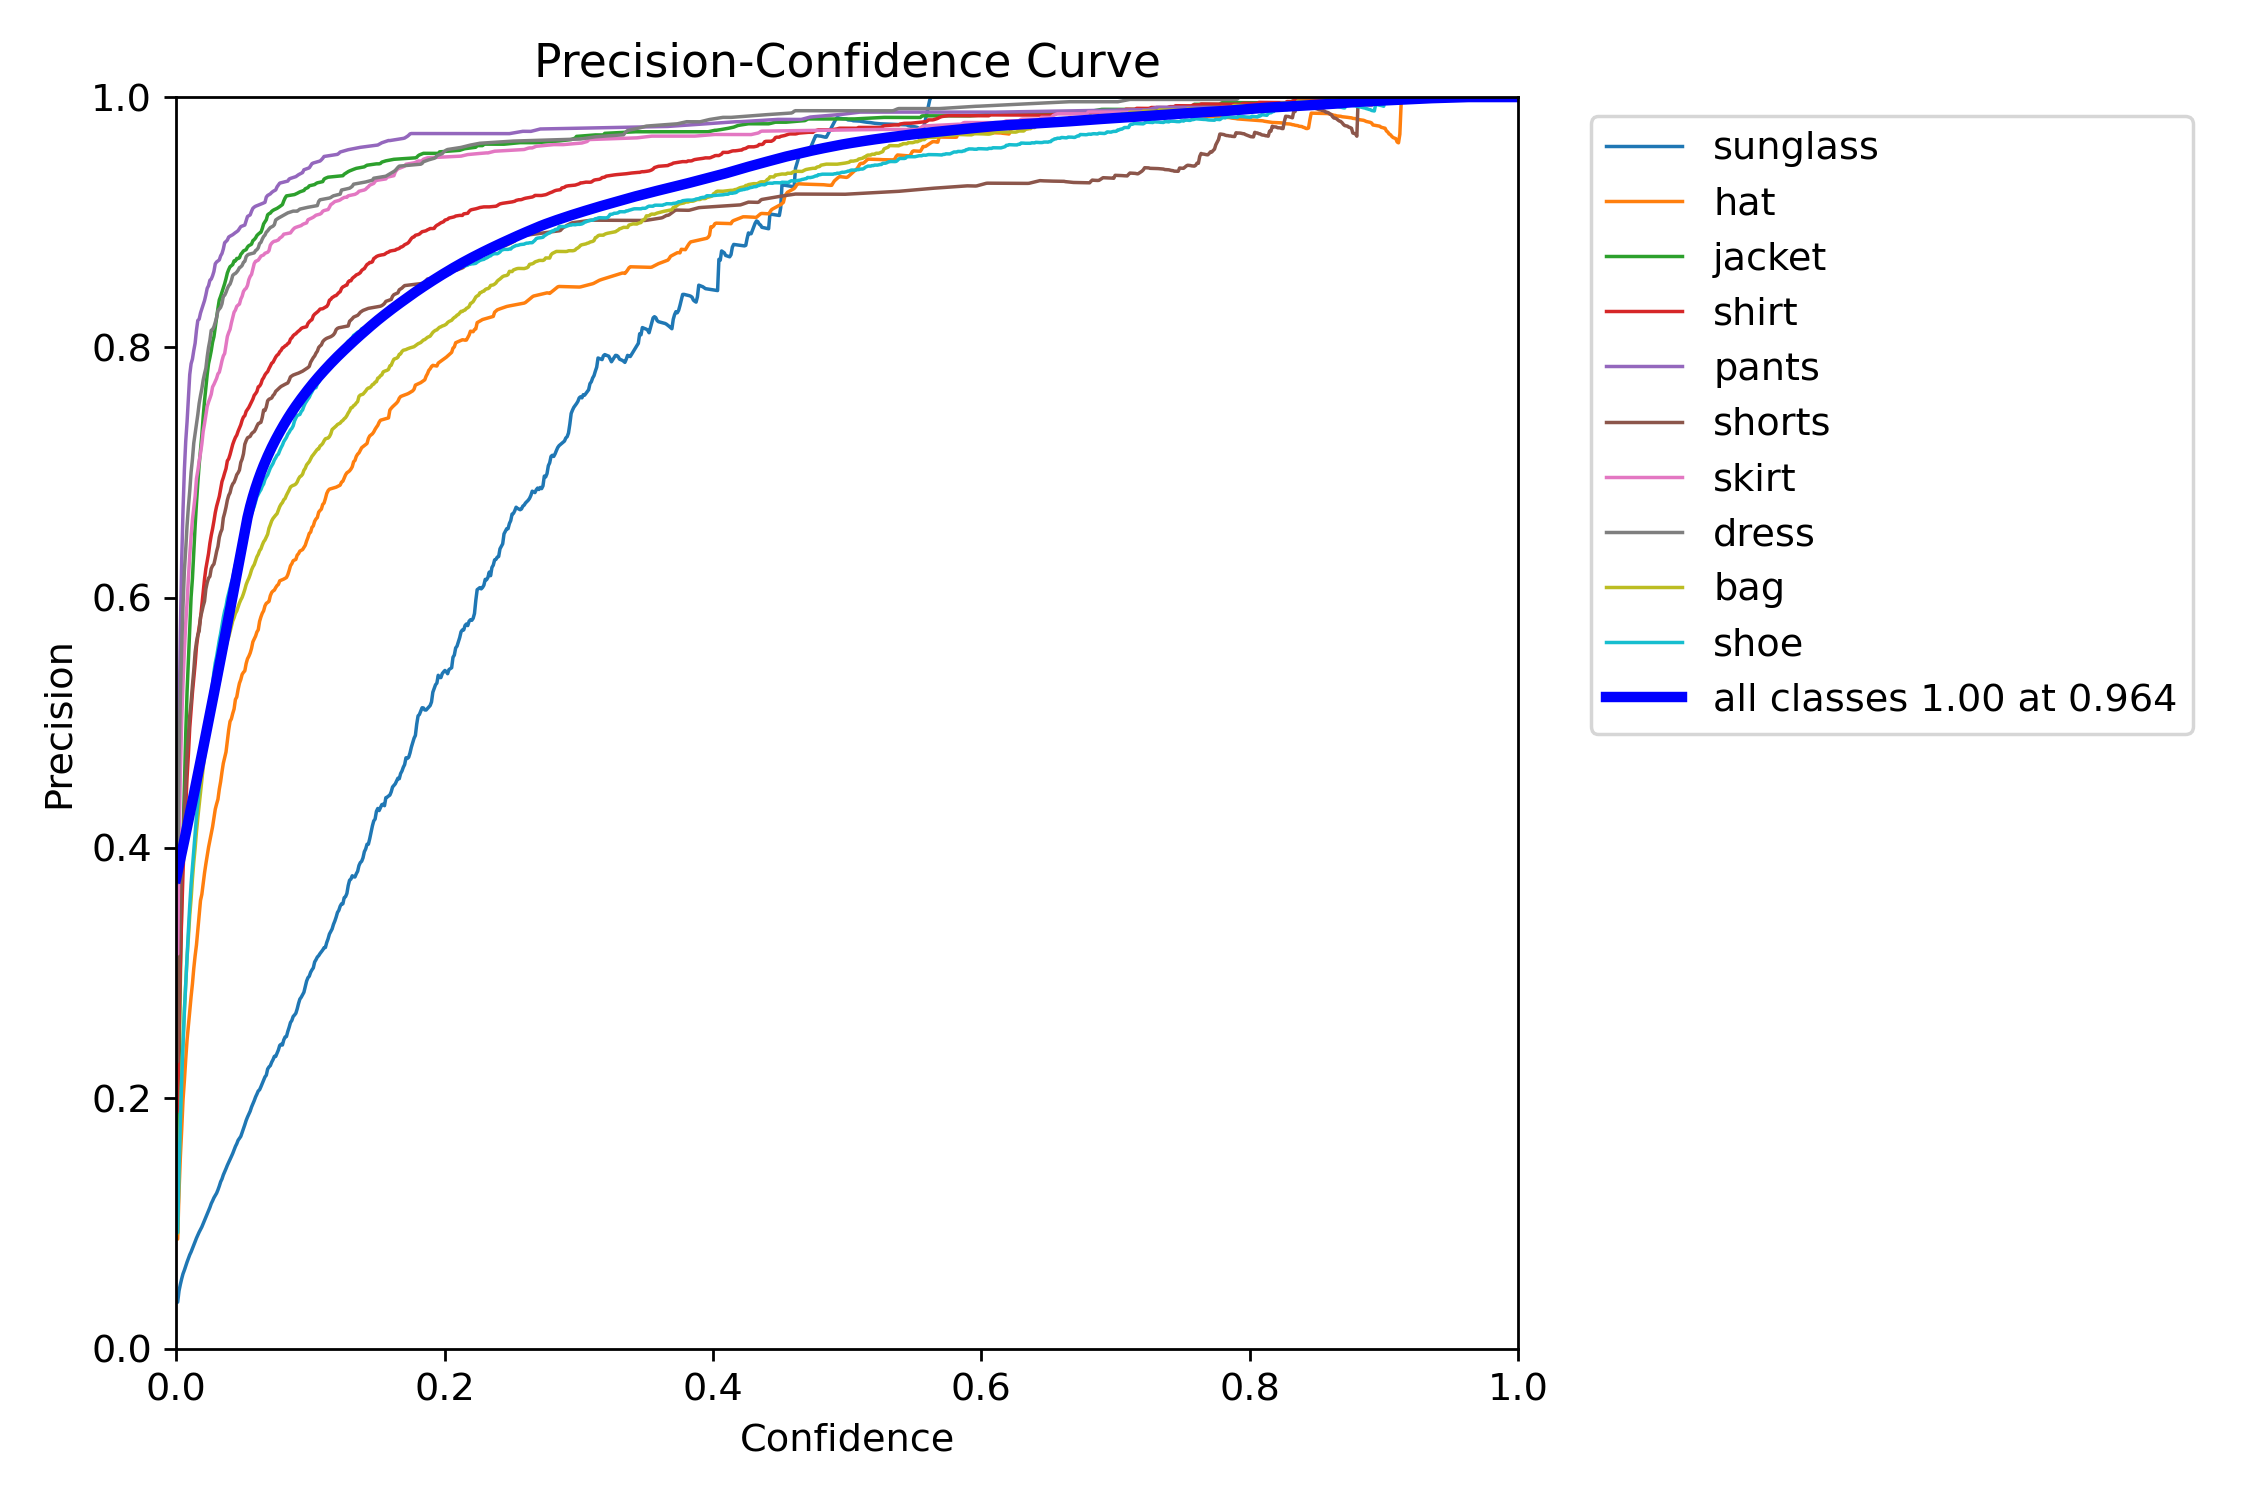 Precision-Confidence Curve
1.0
0.8
0.6
0.4
0.2
0.0
Precision
0.0 0.2 0.4 0.6 0.8 1.0
Confidence
sunglass
hat
jacket
shirt
pants
shorts
skirt
dress
bag
shoe
all classes 1.00 at 0.964